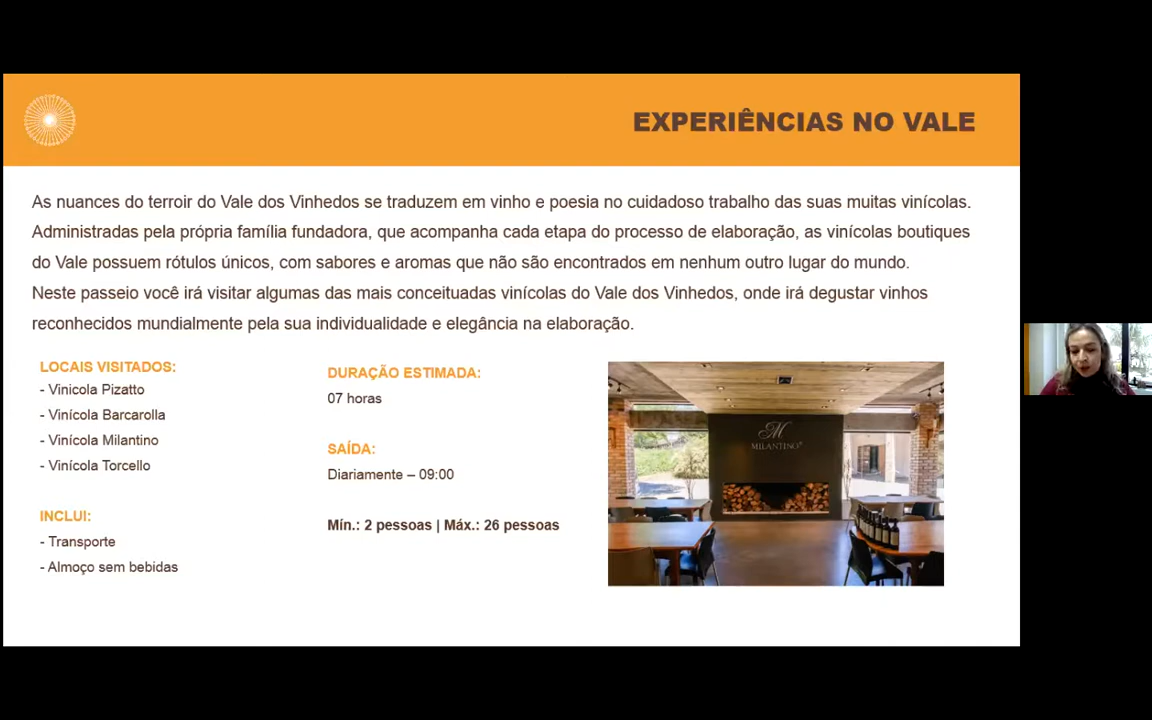 EXPERIÊNCIAS NO VALE
As nuances do terroir do Vale dos Vinhedos se traduzem em vinho e poesia no cuidadoso trabalho das suas muitas vinícolas.
Administradas pela própria família fundadora, que acompanha cada etapa do processo de elaboração, as vinícolas boutiques
do Vale possuem rótulos únicos, com sabores e aromas que não são encontrados em nenhum outro lugar do mundo.
Neste passeio você irá visitar algumas das mais conceituadas vinícolas do Vale dos Vinhedos, onde irá degustar vinhos
reconhecidos mundialmente pela sua individualidade e elegância na elaboração.
LOCAIS VISITADOS:
- Vinicola Pizatto
- Vinícola Barcarolla
- Vinícola Milantino
- Vinícola Torcello
INCLUI:
- Transporte
- Almoço sem bebidas
DURAÇÃO ESTIMADA:
07 horas
SAÍDA:
Diariamente – 09:00
Mín.: 2 pessoas | Máx.: 26 pessoas
M
MILANTINO